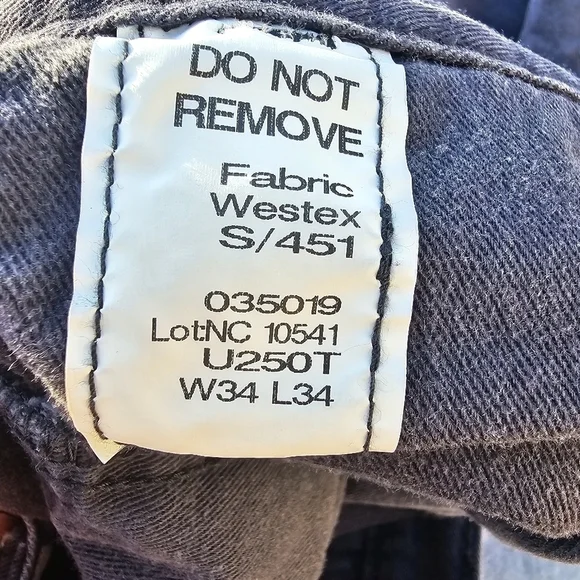 DO NOT
REMOVE
Fabric
Westex
S/451
035019
Lot:NC 10541
U250T
W34 L34